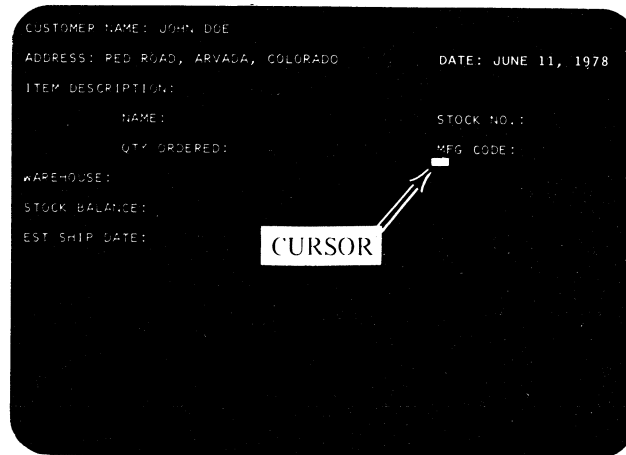 CUSTOMER NAME: JOHN DOE
ADDRESS: RED ROAD, ARVADA, COLORADO DATE: JUNE 11, 1978
ITEM DESCRIPTION:
NAME: STOCK NO.:
QTY ORDERED: MFG CODE:
WAREHOUSE:
STOCK BALANCE:
EST SHIP DATE:
CURSOR